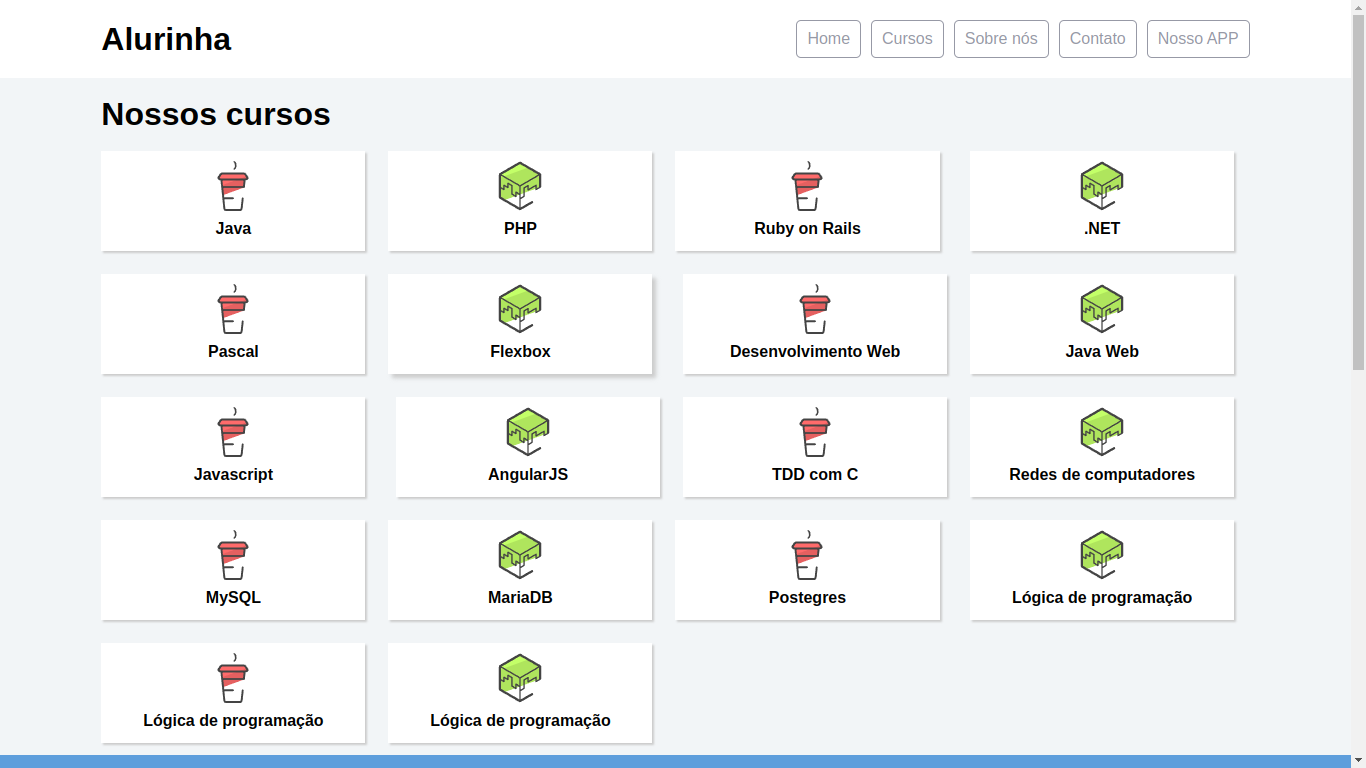 Alurinha
Home Cursos Sobre nós Contato Nosso APP
Nossos cursos
Java PHP Ruby on Rails .NET
Pascal Flexbox Desenvolvimento Web Java Web
Javascript AngularJS TDD com C Redes de computadores
MySQL MariaDB Postegres Lógica de programação
Lógica de programação Lógica de programação